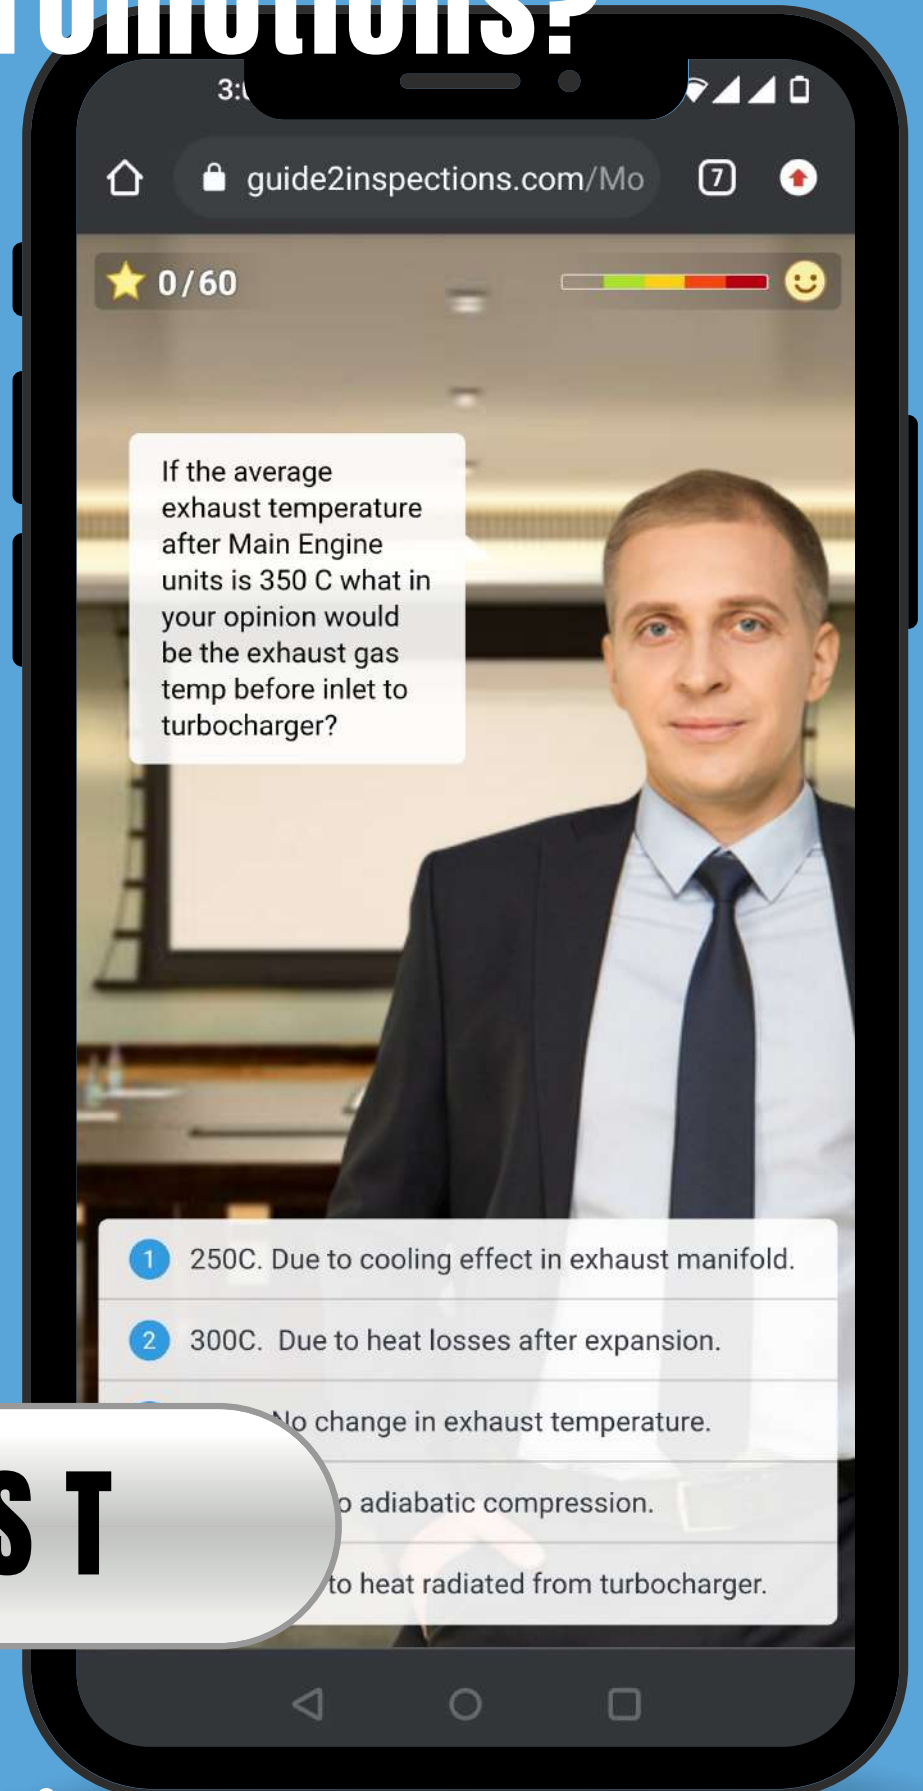 3:
guide2inspections.com/Mo
7
0/60
If the average
exhaust temperature
after Main Engine
units is 350 C what in
your opinion would
be the exhaust gas
temp before inlet to
turbocharger?
1 250C. Due to cooling effect in exhaust manifold.
2 300C. Due to heat losses after expansion.
No change in exhaust temperature.
adiabatic compression.
to heat radiated from turbocharger.
ST